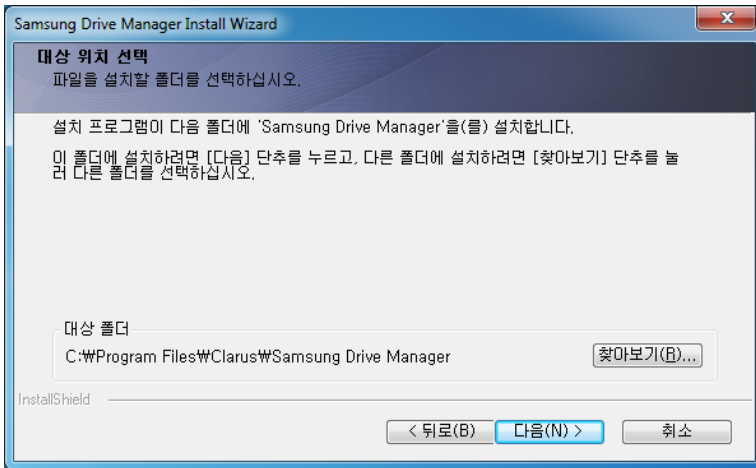 Samsung Drive Manager Install Wizard
대상 위치 선택
파일을 설치할 폴더를 선택하십시오.
설치 프로그램이 다음 폴더에 'Samsung Drive Manager'을(를) 설치합니다.
이 폴더에 설치하려면 [다음] 단추를 누르고, 다른 폴더에 설치하려면 [찾아보기] 단추를 눌
러 다른 폴더를 선택하십시오.
대상 폴더
C:₩Program Files₩Clarus₩Samsung Drive Manager
찾아보기(R)...
InstallShield
< 뒤로(B)
다음(N) >
취소